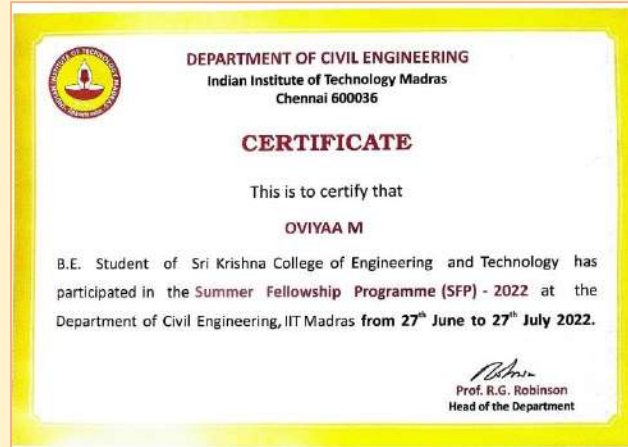 DEPARTMENT OF CIVIL ENGINEERING
Indian Institute of Technology Madras
Chennai 600036
CERTIFICATE
This is to certify that
OVIYAA M
B.E. Student of Sri Krishna College of Engineering and Technology has
participated in the Summer Fellowship Programme (SFP) - 2022 at the
Department of Civil Engineering, IIT Madras from 27th June to 27th July 2022.
Prof. R.G. Robinson
Head of the Department